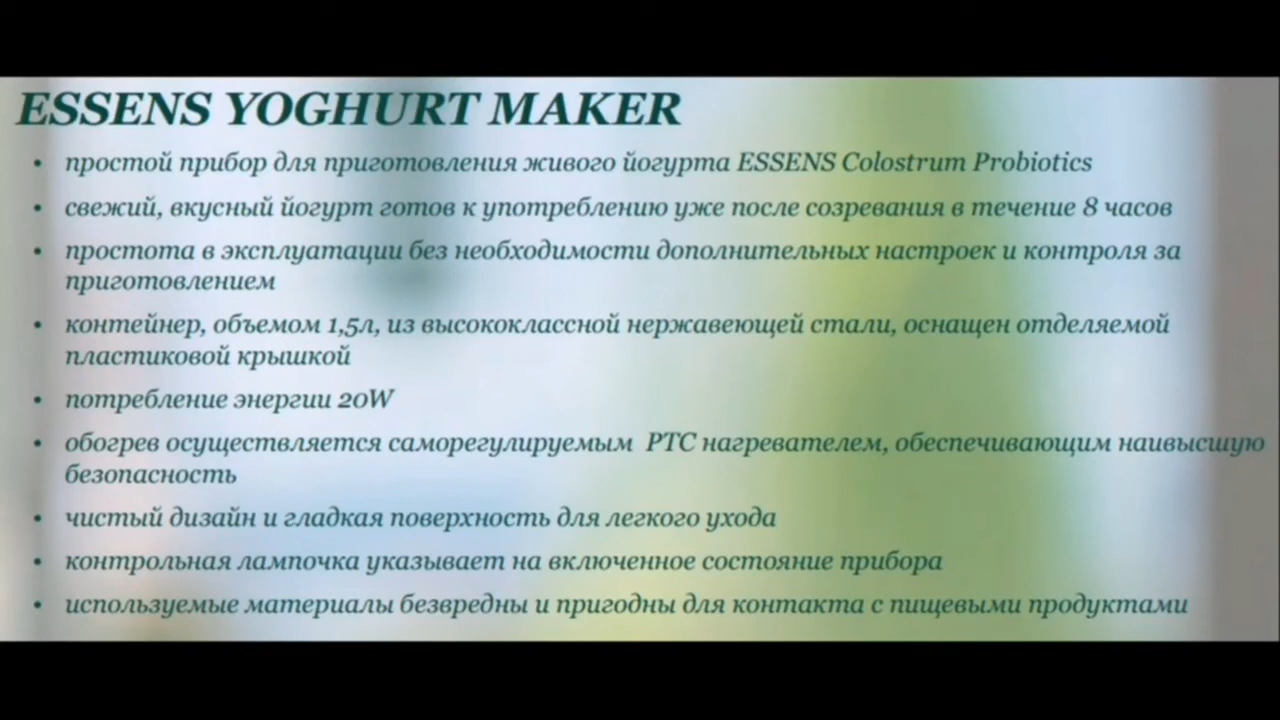 ESSENS YOGHURT MAKER
• простой прибор для приготовления живого йогурта ESSENS Colostrum Probiotics
• свежий, вкусный йогурт готов к употреблению уже после созревания в течение 8 часов
• простота в эксплуатации без необходимости дополнительных настроек и контроля за
приготовлением
• контейнер, объемом 1,5л, из высококлассной нержавеющей стали, оснащен отделяемой
пластиковой крышкой
• потребление энергии 20W
• обогрев осуществляется саморегулируемым РТС нагревателем, обеспечивающим наивысшую
безопасность
• чистый дизайн и гладкая поверхность для легкого ухода
• контрольная лампочка указывает на включенное состояние прибора
• используемые материалы безвредны и пригодны для контакта с пищевыми продуктами